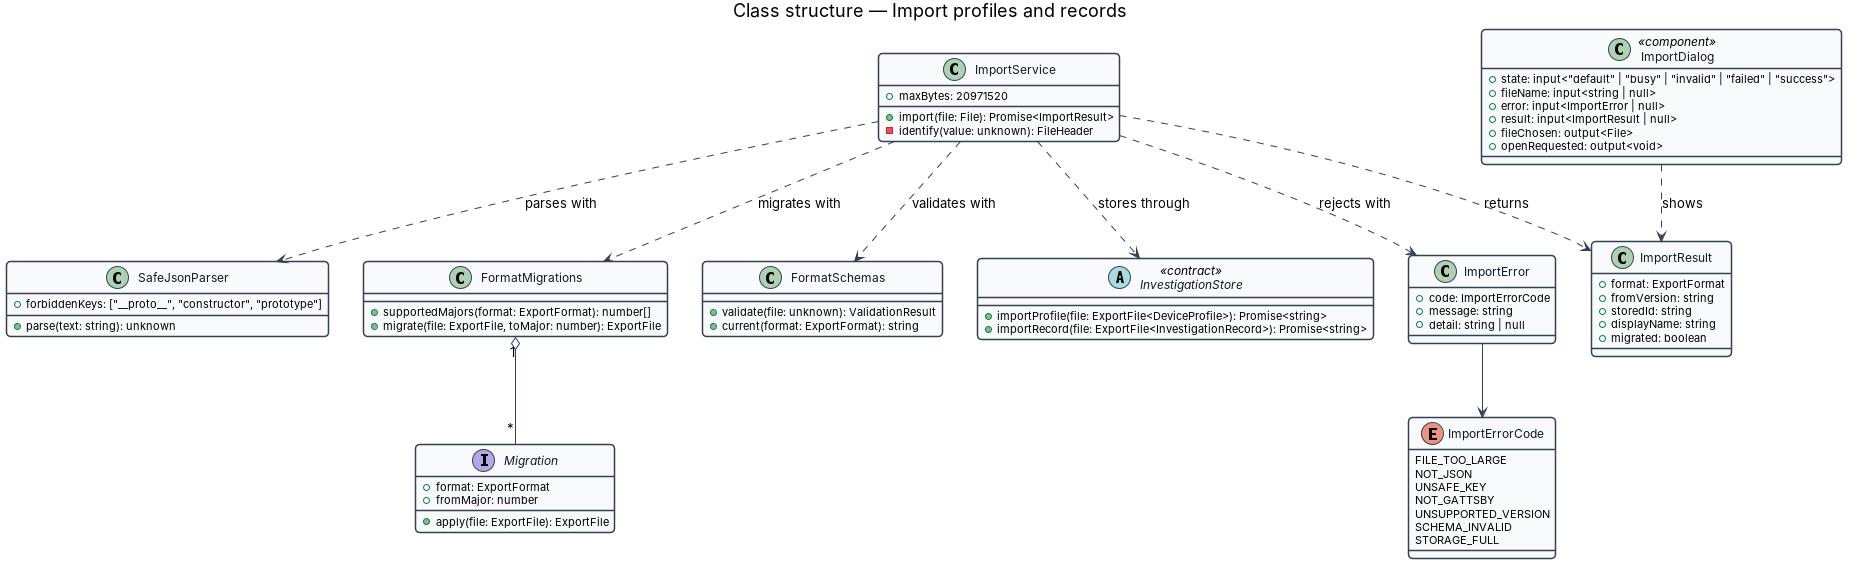 Class structure — Import profiles and records
C ImportService
maxBytes: 20971520
import(file: File): Promise<ImportResult>
identify(value: unknown): FileHeader
«component»
C ImportDialog
state: input<"default" | "busy" | "invalid" | "failed" | "success">
fileName: input<string | null>
error: input<ImportError | null>
result: input<ImportResult | null>
fileChosen: output<File>
openRequested: output<void>
parses with
migrates with
validates with
stores through
rejects with
returns
shows
C SafeJsonParser
forbiddenKeys: ["__proto__", "constructor", "prototype"]
parse(text: string): unknown
C FormatMigrations
supportedMajors(format: ExportFormat): number[]
migrate(file: ExportFile, toMajor: number): ExportFile
C FormatSchemas
validate(file: unknown): ValidationResult
current(format: ExportFormat): string
«contract»
A InvestigationStore
importProfile(file: ExportFile<DeviceProfile>): Promise<string>
importRecord(file: ExportFile<InvestigationRecord>): Promise<string>
C ImportError
code: ImportErrorCode
message: string
detail: string | null
C ImportResult
format: ExportFormat
fromVersion: string
storedId: string
displayName: string
migrated: boolean
1
*
I Migration
format: ExportFormat
fromMajor: number
apply(file: ExportFile): ExportFile
E ImportErrorCode
FILE_TOO_LARGE
NOT_JSON
UNSAFE_KEY
NOT_GATTSBY
UNSUPPORTED_VERSION
SCHEMA_INVALID
STORAGE_FULL